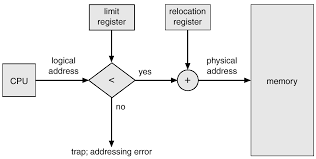 limit
register
relocation
register
logical
address
physical
address
CPU
<
yes
+
memory
no
trap; addressing error